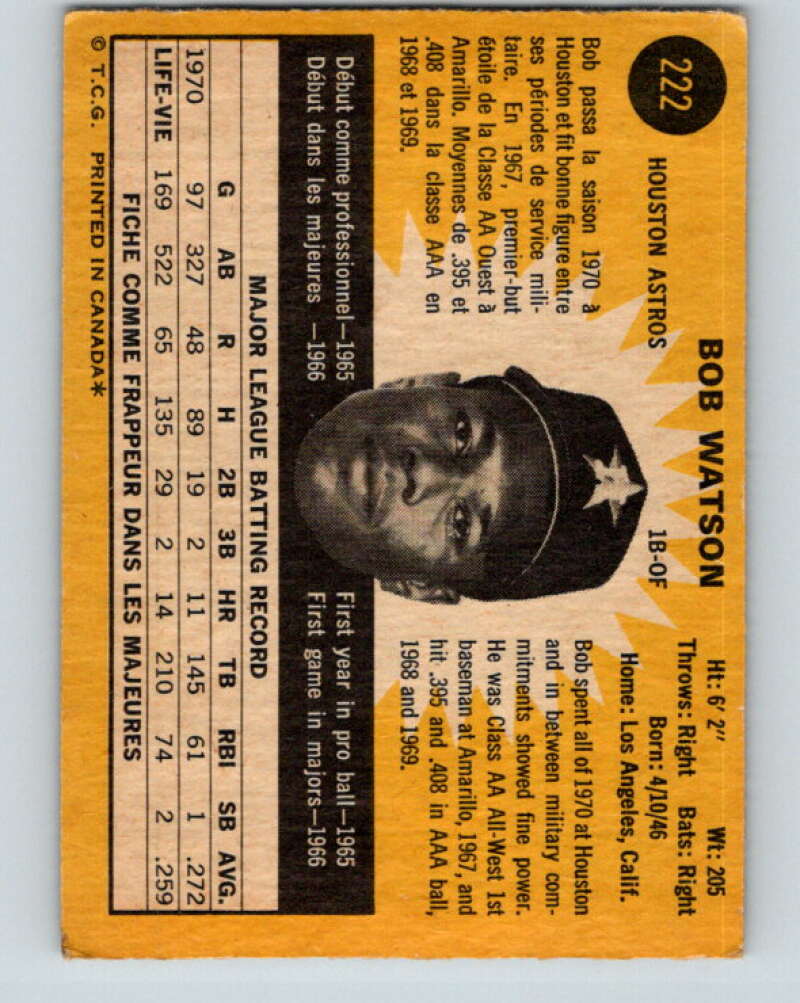 222
BOB WATSON
HOUSTON ASTROS
1B-OF
Ht: 6' 2" Wt: 205
Throws: Right Bats: Right
Born: 4/10/46
Home: Los Angeles, Calif.
Bob passa la saison 1970 à
Houston et fit bonne figure entre
ses périodes de service mili-
taire. En 1967, premier-but
étoile de la Classe AA Ouest à
Amarillo. Moyennes de .395 et
.408 dans la classe AAA en
1968 et 1969.
Bob spent all of 1970 at Houston
and in between military com-
mitments showed fine power.
He was Class AA All-West 1st
baseman at Amarillo, 1967, and
hit .395 and .408 in AAA ball,
1968 and 1969.
Début comme professionnel—1965
Début dans les majeures —1966
First year in pro ball—1965
First game in majors—1966
MAJOR LEAGUE BATTING RECORD
G AB R H 2B 3B HR TB RBI SB AVG.
1970 97 327 48 89 19 2 11 145 61 1 .272
LIFE-VIE 169 522 65 135 29 2 14 210 74 2 .259
FICHE COMME FRAPPEUR DANS LES MAJEURES
© T.C.G. PRINTED IN CANADA*